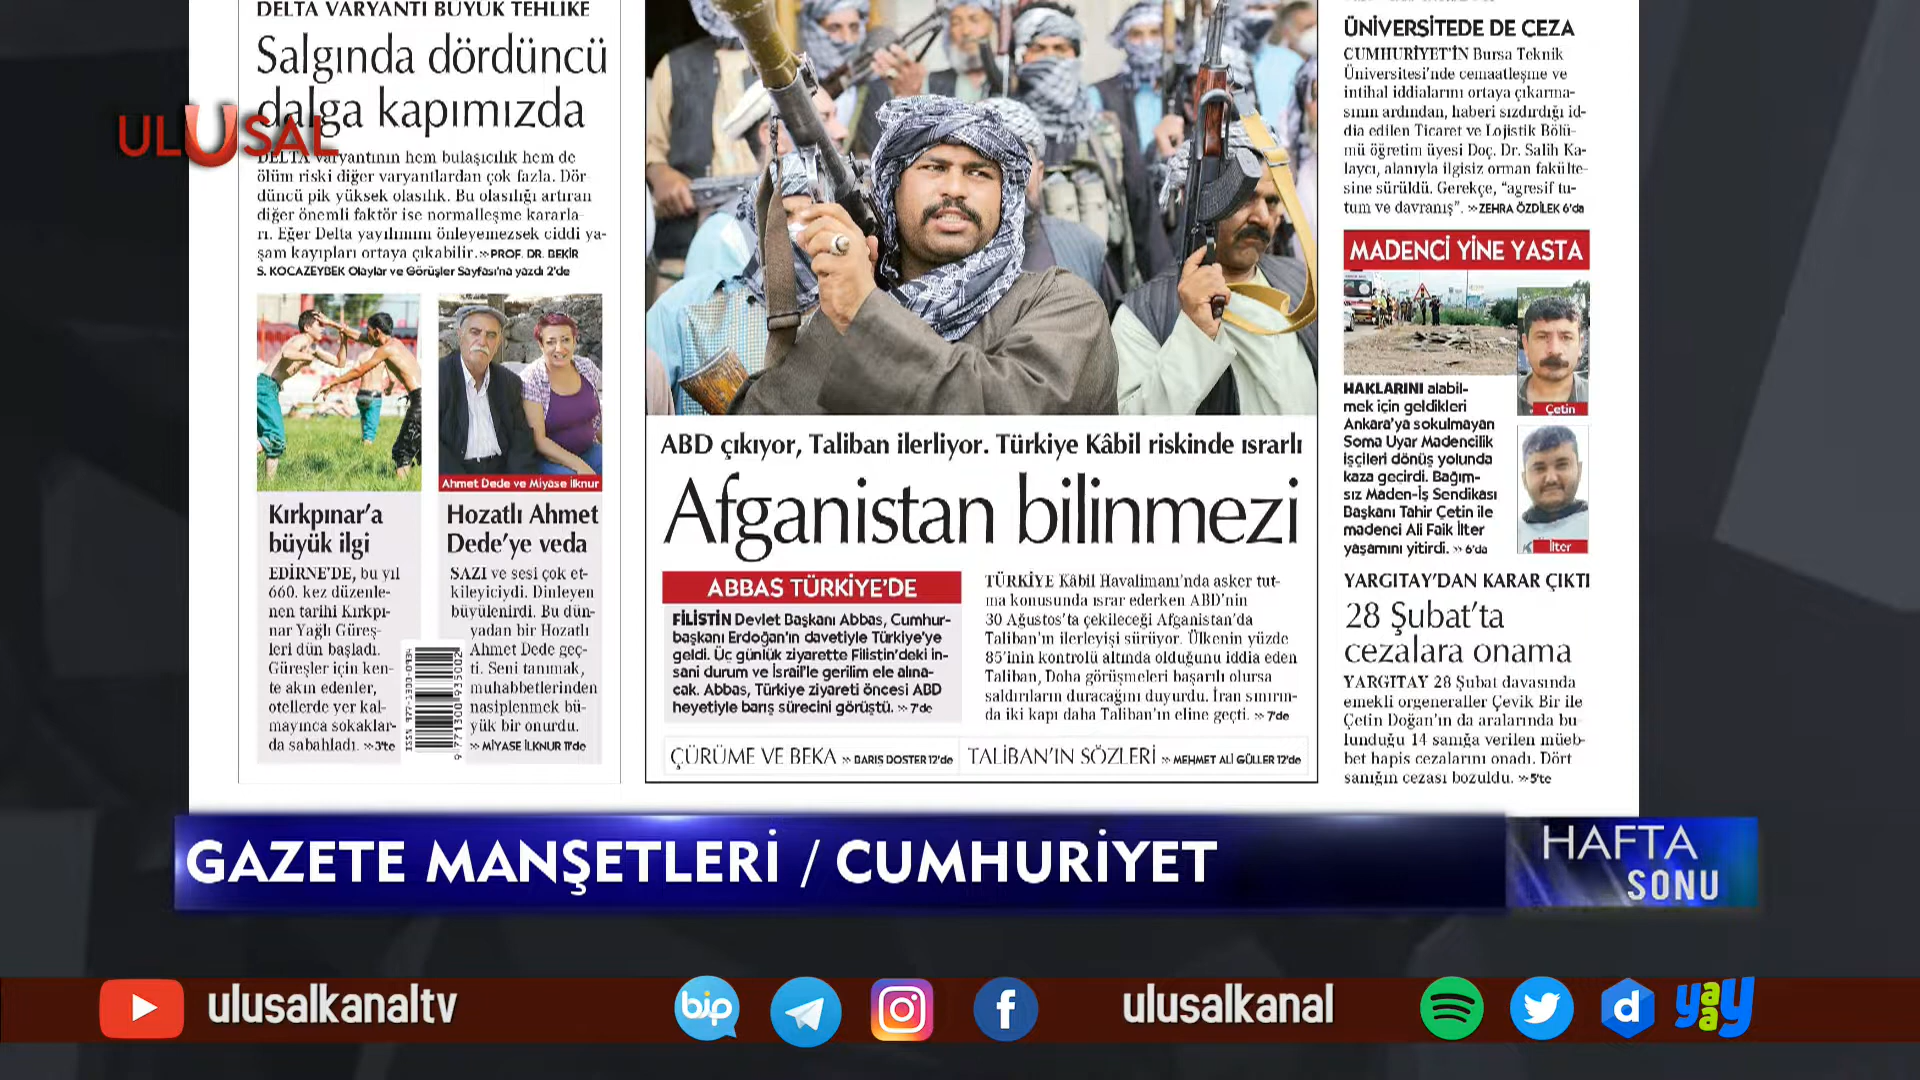 DELTA VARYANTI BÜYÜK TEHLİKE
Salgında dördüncü
dalga kapımızda
ULUSAL
DELTA varyantının hem bulaşıcılık hem de
ölüm riski diğer varyantlardan çok fazla. Dör-
düncü pik yüksek olasılık. Bu olasılığı artıran
diğer önemli faktör ise normalleşme kararla-
rı. Eğer Delta yayılımını önleyemezsek ciddi ya-
şam kayıpları ortaya çıkabilir. >> PROF. DR. BEKİR
S. KOCAZEYBEK Olaylar ve Görüşler Sayfası'na yazdı 2'de
Ahmet Dede ve Miyase İlknur
Kırkpınar'a
büyük ilgi
EDİRNE'DE, bu yıl
660. kez düzenle-
nen tarihi Kırkpı-
nar Yağlı Güreş-
leri dün başladı.
Güreşler için ken-
te akın edenler,
otellerde yer kal-
mayınca sokaklar-
da sabahladı. >> 3'te
Hozatlı Ahmet
Dede'ye veda
SAZI ve sesi çok et-
kileyiciydi. Dinleyen
büyülenirdi. Bu dün-
yadan bir Hozatlı
Ahmet Dede geç-
ti. Seni tanımak,
muhabbetlerinden
nasiplenmek bü-
yük bir onurdu.
>> MİYASE İLKNUR 11'de
ISSN 977-1300-0934
9 771300 935002
ABD çıkıyor, Taliban ilerliyor. Türkiye Kâbil riskinde ısrarlı
Afganistan bilinmezi
ABBAS TÜRKİYE'DE
FİLİSTİN Devlet Başkanı Abbas, Cumhur-
başkanı Erdoğan'ın davetiyle Türkiye'ye
geldi. Üç günlük ziyarette Filistin'deki in-
sani durum ve İsrail'le gerilim ele alına-
cak. Abbas, Türkiye ziyareti öncesi ABD
heyetiyle barış sürecini görüştü. >> 7'de
TÜRKİYE Kâbil Havalimanı'nda asker tut-
ma konusunda ısrar ederken ABD'nin
30 Ağustos'ta çekileceği Afganistan'da
Taliban'ın ilerleyişi sürüyor. Ülkenin yüzde
85'inin kontrolü altında olduğunu iddia eden
Taliban, Doha görüşmeleri başarılı olursa
saldırıların duracağını duyurdu. İran sınırın-
da iki kapı daha Taliban'ın eline geçti. >> 7'de
ÇÜRÜME VE BEKA >> BARIŞ DOSTER 12'de
TALİBAN'IN SÖZLERİ >> MEHMET ALİ GÜLLER 12'de
ÜNİVERSİTEDE DE CEZA
CUMHURİYET'İN Bursa Teknik
Üniversitesi'nde cemaatleşme ve
intihal iddialarını ortaya çıkarma-
sının ardından, haberi sızdırdığı id-
dia edilen Ticaret ve Lojistik Bölü-
mü öğretim üyesi Doç. Dr. Salih Ka-
laycı, alanıyla ilgisiz orman fakülte-
sine sürüldü. Gerekçe, "agresif tu-
tum ve davranış". >> ZEHRA ÖZDİLEK 6'da
MADENCİ YİNE YASTA
HAKLARINI alabil-
mek için geldikleri
Ankara'ya sokulmayan
Soma Uyar Madencilik
işçileri dönüş yolunda
kaza geçirdi. Bağım-
sız Maden-İş Sendikası
Başkanı Tahir Çetin ile
madenci Ali Faik İlter
yaşamını yitirdi. >> 6'da
Çetin
İlter
YARGITAY'DAN KARAR ÇIKTI
28 Şubat'ta
cezalara onama
YARGITAY 28 Şubat davasında
emekli orgeneraller Çevik Bir ile
Çetin Doğan'ın da aralarında bu-
lunduğu 14 sanığa verilen müeb-
bet hapis cezalarını onadı. Dört
sanığın cezası bozuldu. >> 5'te
GAZETE MANŞETLERİ / CUMHURİYET
HAFTA
SONU
ulusalkanaltv
bip
ulusalkanal
d
yaay